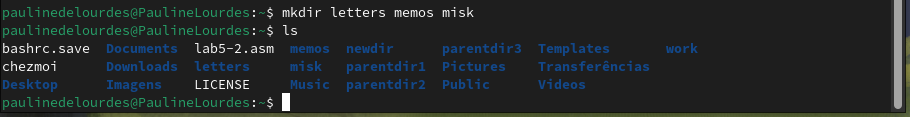 paulinedelourdes@PaulineLourdes:~$ mkdir letters memos misk
paulinedelourdes@PaulineLourdes:~$ ls
bashrc.save Documents lab5-2.asm memos newdir parentdir3 Templates work
chezmoi Downloads letters misk parentdir1 Pictures Transferências
Desktop Imagens LICENSE Music parentdir2 Public Videos
paulinedelourdes@PaulineLourdes:~$